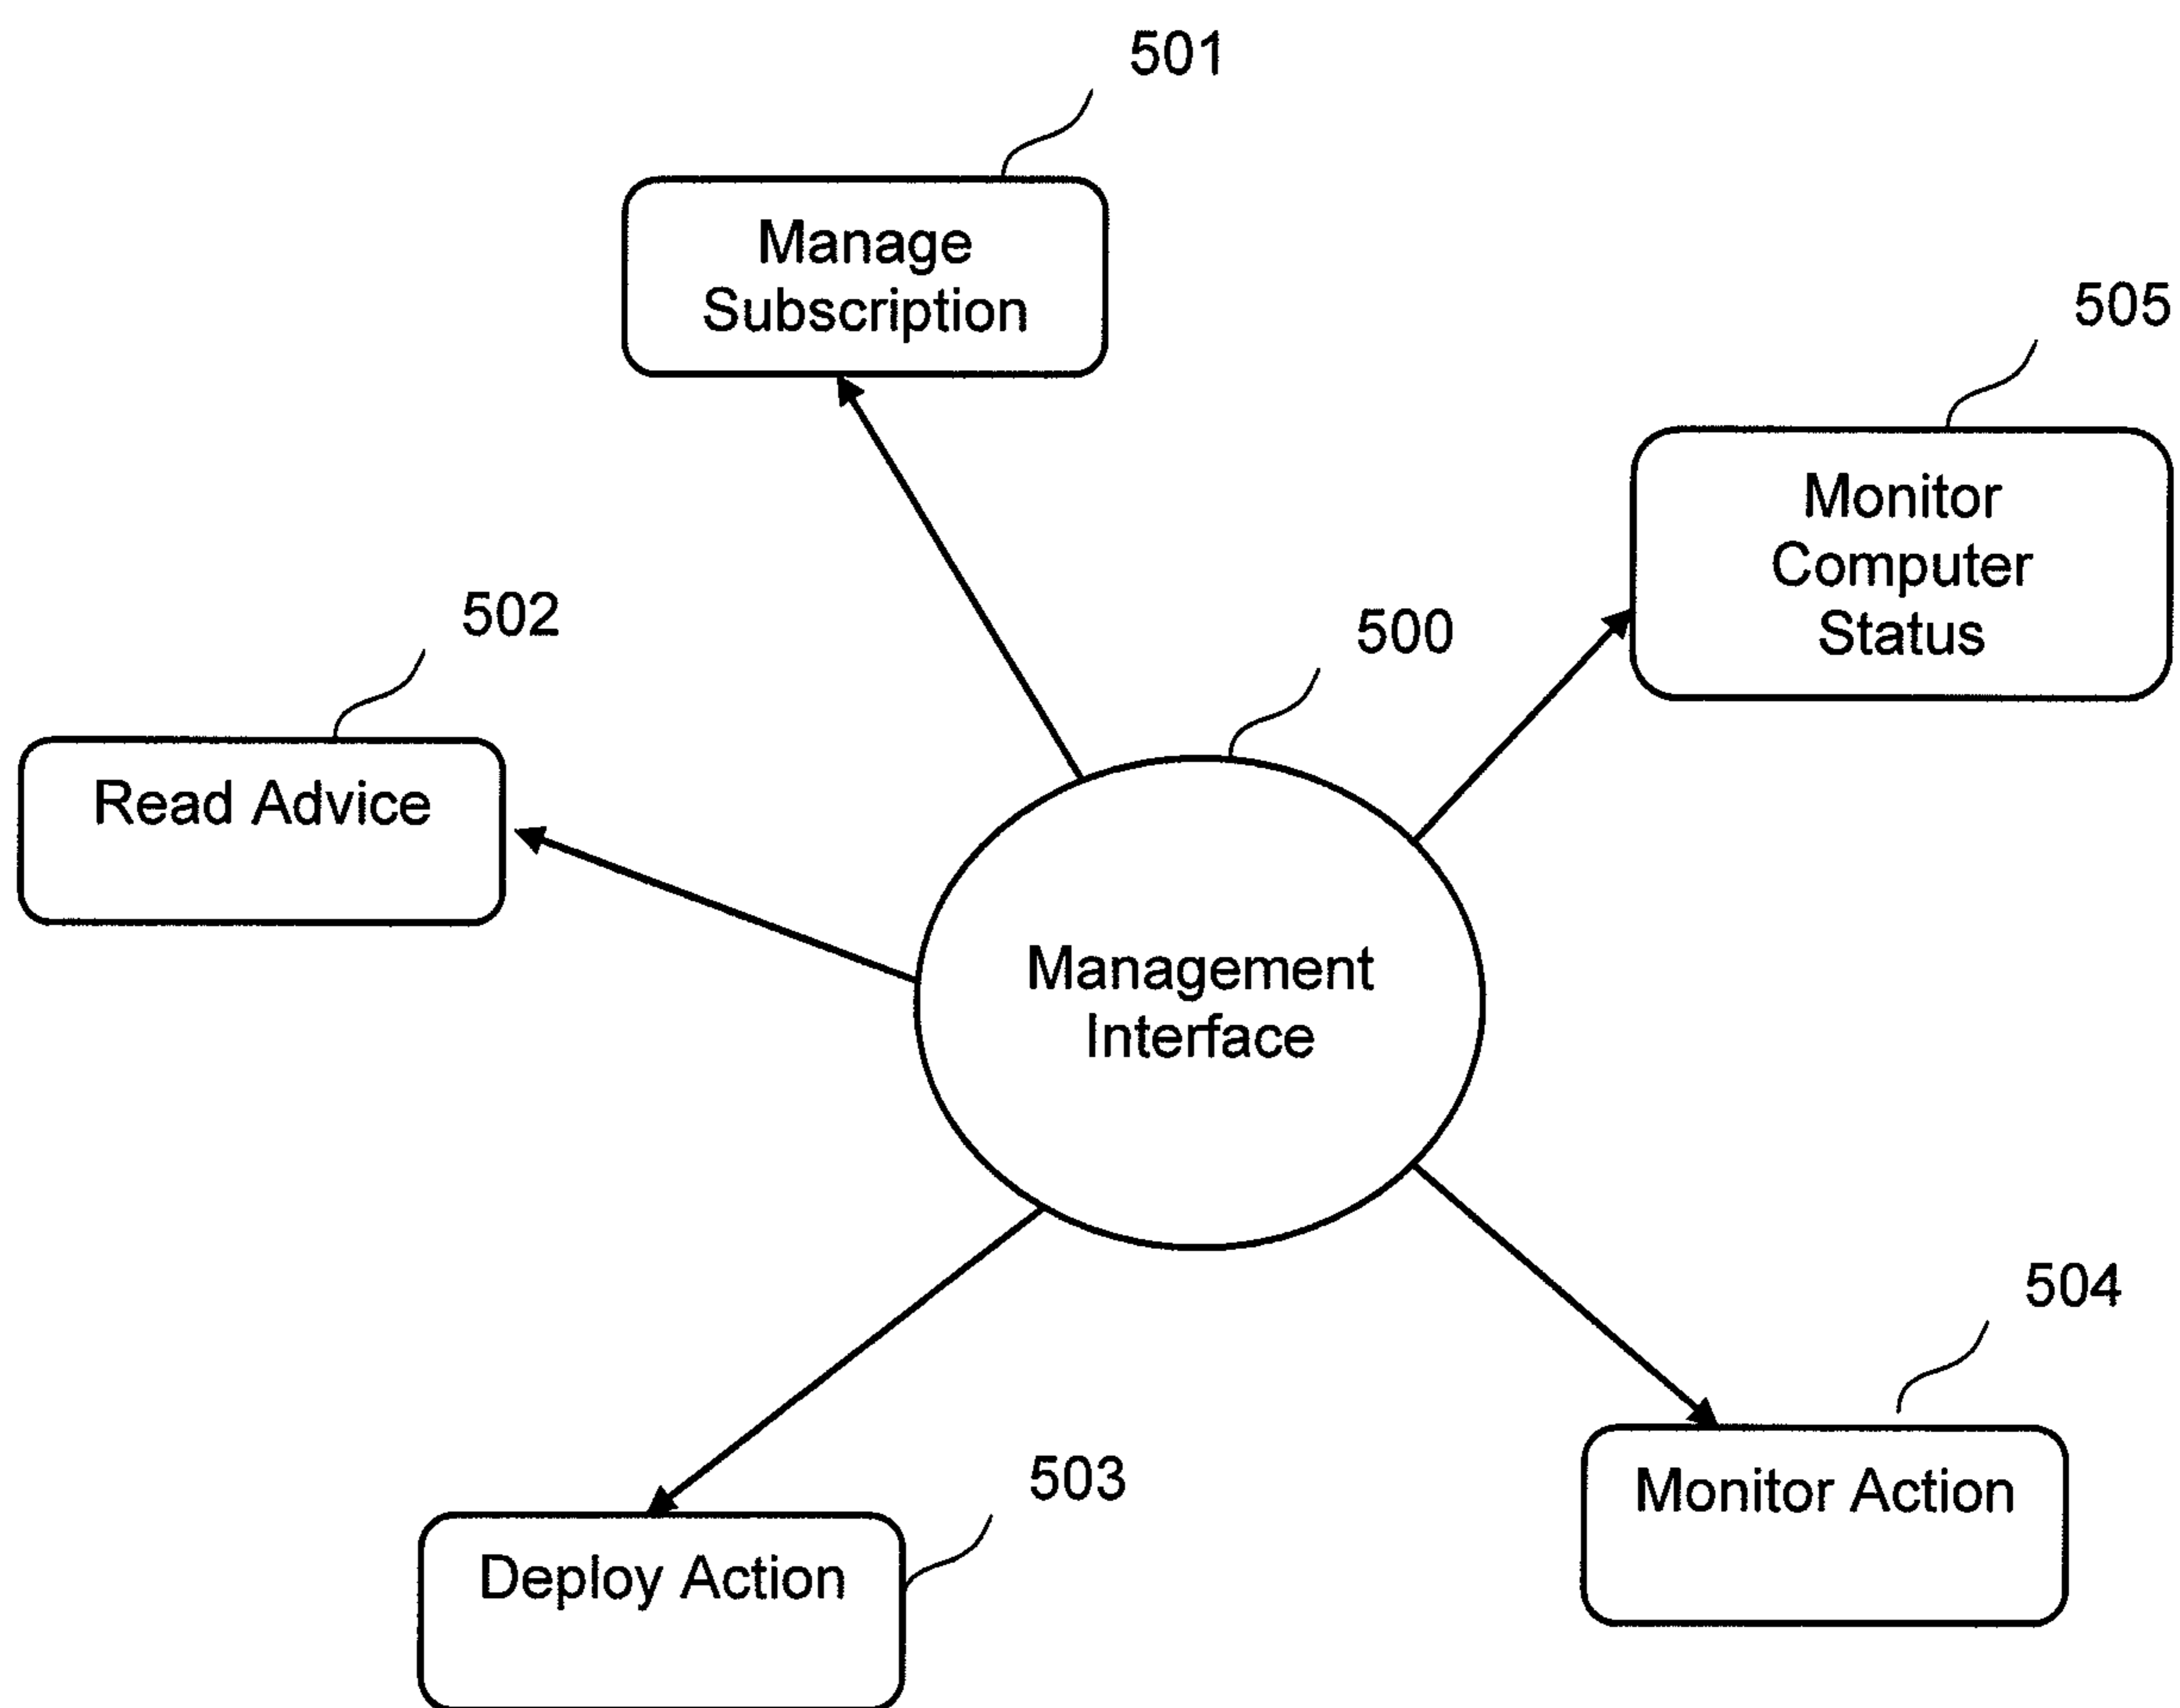 501
Manage
Subscription
505
Monitor
Computer
Status
502
Read Advice
500
Management
Interface
504
Monitor Action
503
Deploy Action